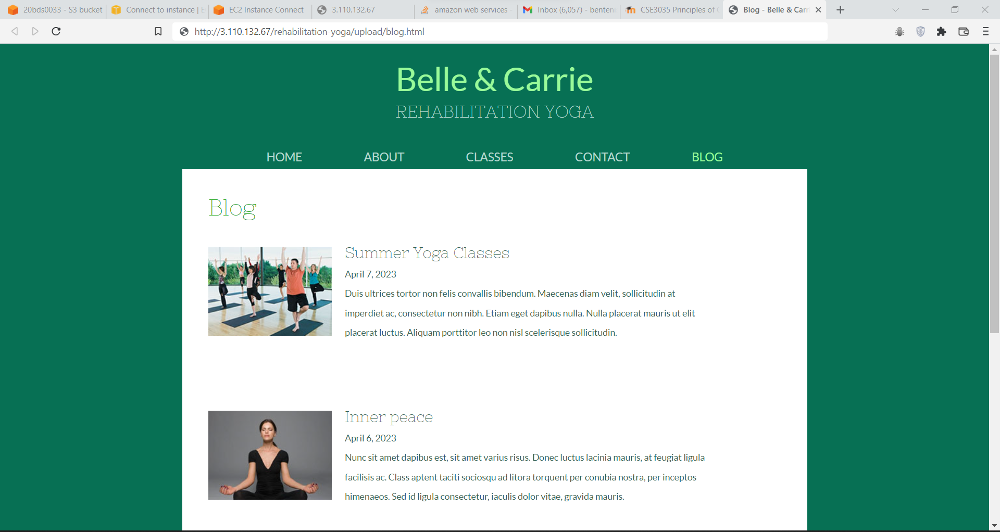 20bds0033 - S3 bucket
Connect to instance |
EC2 Instance Connect
3.110.132.67
amazon web services -
Inbox (6,057) - benteni
CSE3035 Principles of
Blog - Belle & Carr
http://3.110.132.67/rehabilitation-yoga/upload/blog.html
Belle & Carrie
REHABILITATION YOGA
HOME ABOUT CLASSES CONTACT BLOG
Blog
Summer Yoga Classes
April 7, 2023
Duis ultrices tortor non felis convallis bibendum. Maecenas diam velit, sollicitudin at
imperdiet ac, consectetur non nibh. Etiam eget dapibus nulla. Nulla placerat mauris ut elit
placerat luctus. Aliquam porttitor leo non nisl scelerisque sollicitudin.
Inner peace
April 6, 2023
Nunc sit amet dapibus est, sit amet varius risus. Donec luctus lacinia mauris, at feugiat ligula
facilisis ac. Class aptent taciti sociosqu ad litora torquent per conubia nostra, per inceptos
himenaeos. Sed id ligula consectetur, iaculis dolor vitae, gravida mauris.